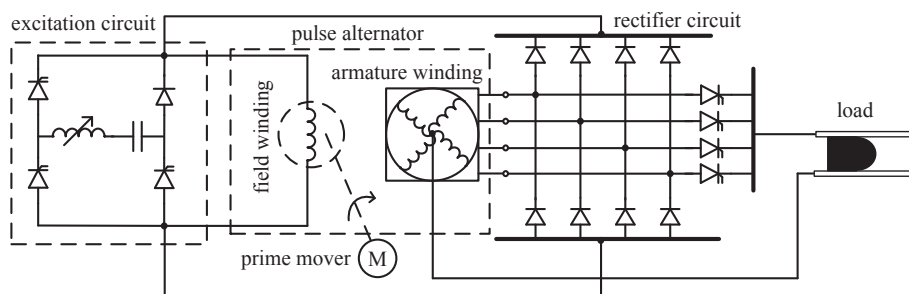 excitation circuit
pulse alternator
rectifier circuit
armature winding
field winding
load
prime mover
M